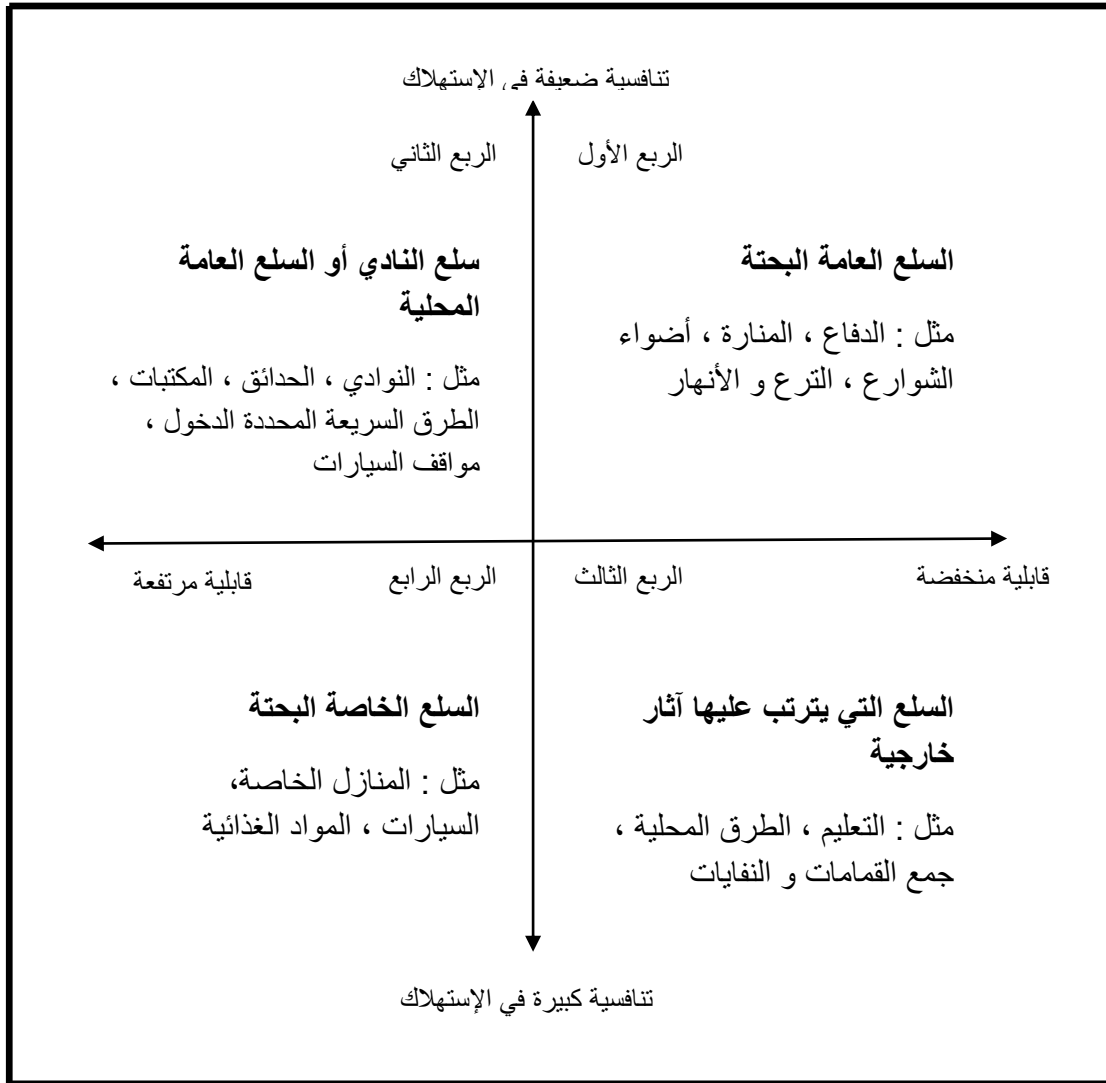 تنافسية ضعيفة في الإستهلاك
الربع الأول
السلع العامة البحتة
مثل : الدفاع ، المنارة ، أضواء
الشوارع ، الترع و الأنهار
الربع الثاني
سلع النادي أو السلع العامة
المحلية
مثل : النوادي ، الحدائق ، المكتبات ،
الطرق السريعة المحددة الدخول ،
مواقف السيارات
قابلية منخفضة
الربع الثالث
السلع التي يترتب عليها آثار
خارجية
مثل : التعليم ، الطرق المحلية ،
جمع القمامات و النفايات
الربع الرابع
قابلية مرتفعة
السلع الخاصة البحتة
مثل : المنازل الخاصة،
السيارات ، المواد الغذائية
تنافسية كبيرة في الإستهلاك